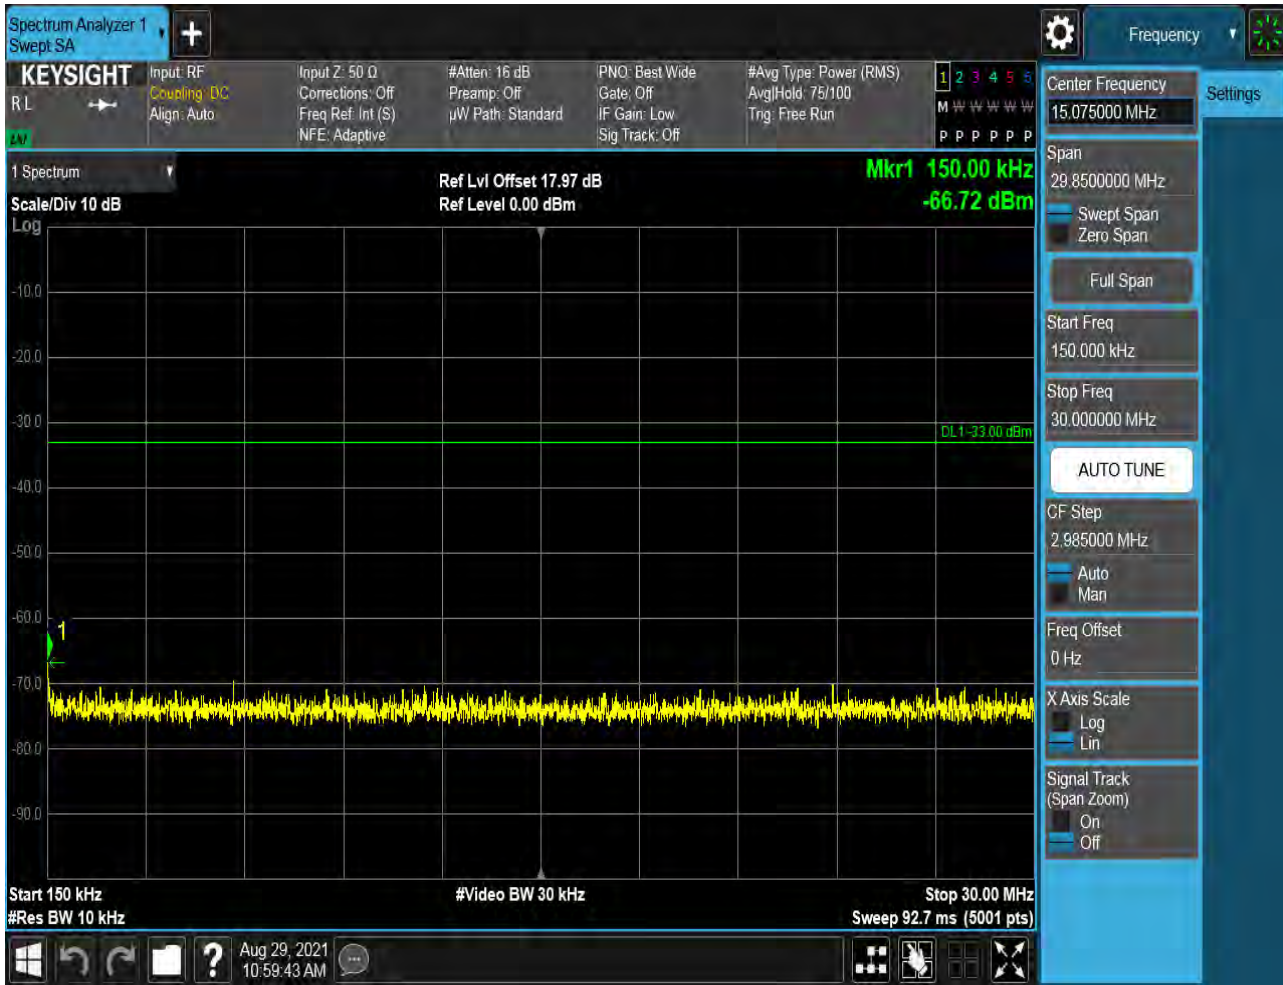 Spectrum Analyzer 1
Swept SA
+
Frequency
KEYSIGHT
R L
LNI
Input: RF
Coupling: DC
Align: Auto
Input Z: 50 Ω
Corrections: Off
Freq Ref: Int (S)
NFE: Adaptive
#Atten: 16 dB
Preamp: Off
µW Path: Standard
PNO: Best Wide
Gate: Off
IF Gain: Low
Sig Track: Off
#Avg Type: Power (RMS)
Avg|Hold: 75/100
Trig: Free Run
1 2 3 4 5 6
M W W W W W
P P P P P P
1 Spectrum
Scale/Div 10 dB
Log
Ref Lvl Offset 17.97 dB
Ref Level 0.00 dBm
Mkr1 150.00 kHz
-66.72 dBm
-10.0
-20.0
-30.0
DL1 -33.00 dBm
-40.0
-50.0
-60.0
1
-70.0
-80.0
-90.0
Start 150 kHz
#Video BW 30 kHz
Stop 30.00 MHz
#Res BW 10 kHz
Sweep 92.7 ms (5001 pts)
?
Aug 29, 2021
10:59:43 AM
Center Frequency
15.075000 MHz
Settings
Span
29.8500000 MHz
Swept Span
Zero Span
Full Span
Start Freq
150.000 kHz
Stop Freq
30.000000 MHz
AUTO TUNE
CF Step
2.985000 MHz
Auto
Man
Freq Offset
0 Hz
X Axis Scale
Log
Lin
Signal Track
(Span Zoom)
On
Off